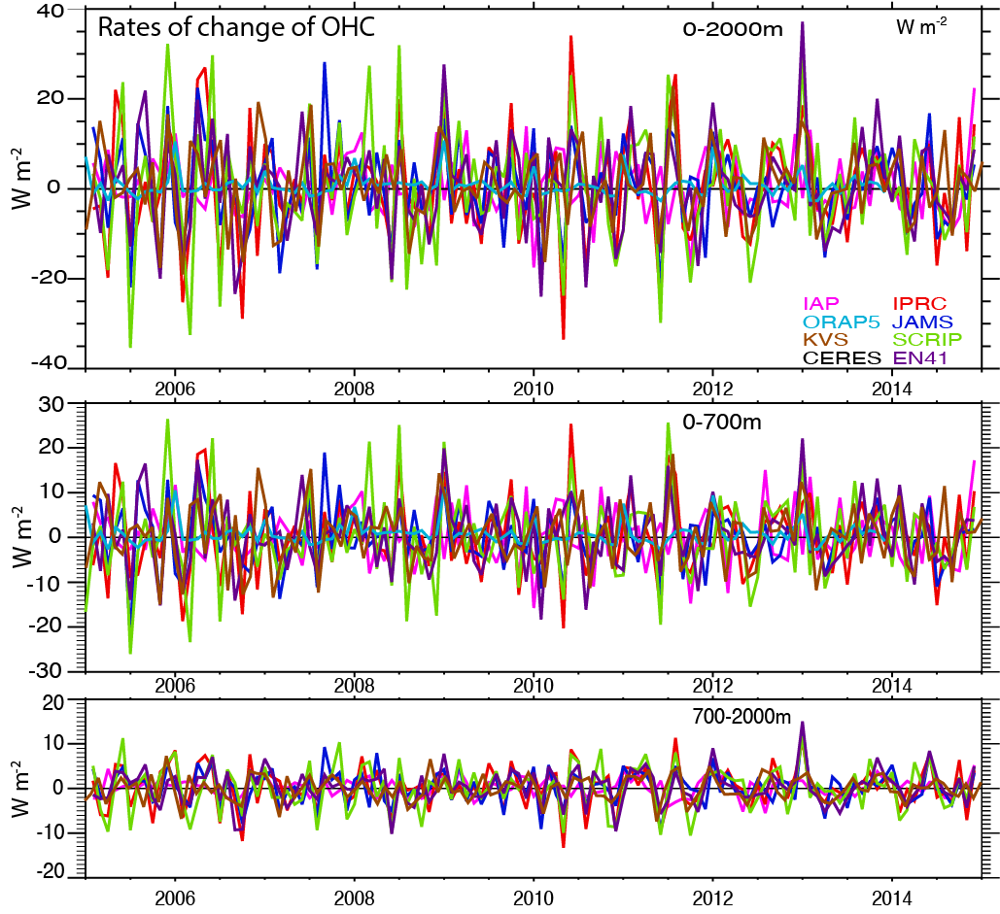 Rates of change of OHC
0-2000m
W m-2
40
20
0
-20
-40
W m-2
IAP IPRC
ORAP5 JAMS
KVS SCRIP
CERES EN41
2006 2008 2010 2012 2014
0-700m
30
20
10
0
-10
-20
-30
W m-2
2006 2008 2010 2012 2014
700-2000m
20
10
0
-10
-20
W m-2
2006 2008 2010 2012 2014